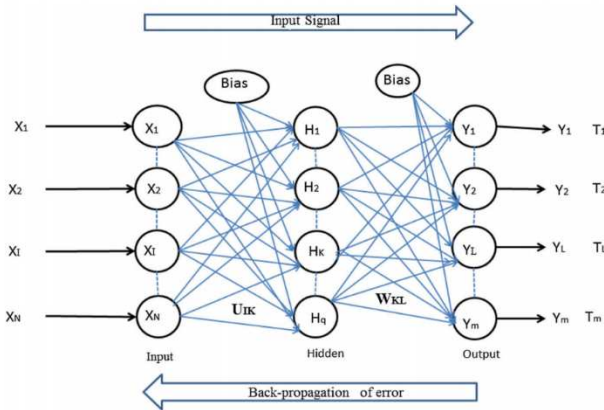 Input Signal
Bias Bias
X1 X1 H1 Y1 Y1 T1
X2 X2 H2 Y2 Y2 T2
XI XI HK YL YL TL
XN XN UIK Hq WKL Ym Ym Tm
Input Hidden Output
Back-propagation of error